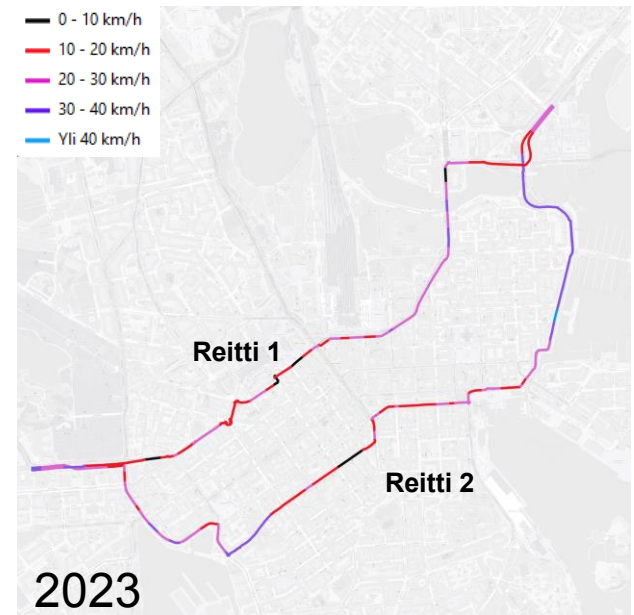 0 - 10 km/h
10 - 20 km/h
20 - 30 km/h
30 - 40 km/h
Yli 40 km/h
Reitti 1
Reitti 2
2023